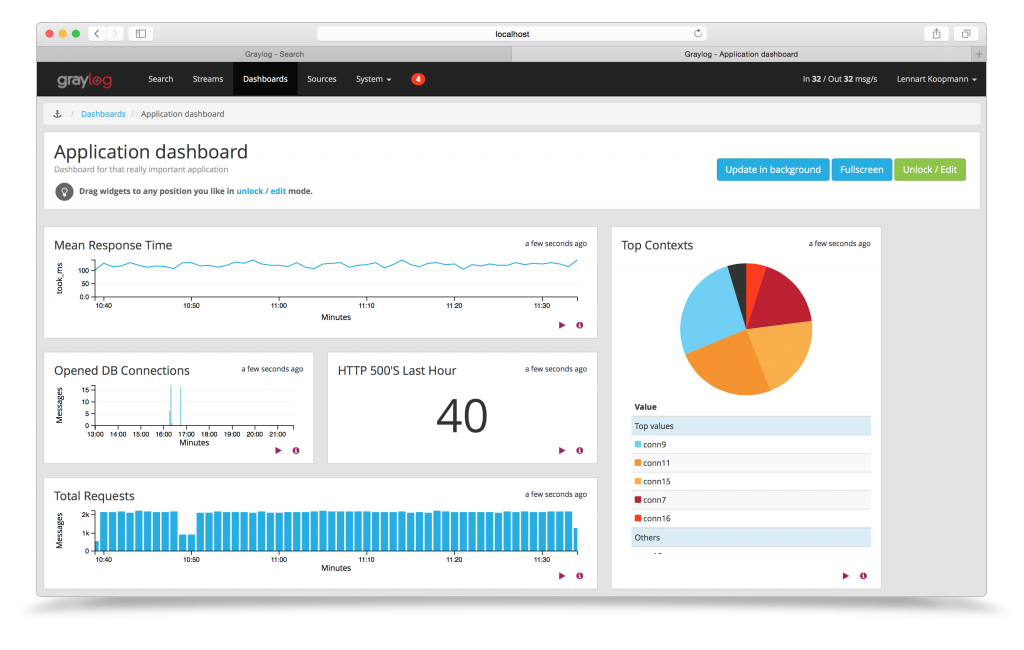 localhost
Graylog - Search
Graylog - Application dashboard
graylog
Search Streams Dashboards Sources System 4 In 32 / Out 32 msg/s Lennart Koopmann
/ Dashboards / Application dashboard
Application dashboard
Dashboard for that really important application
Drag widgets to any position you like in unlock / edit mode.
Update in background Fullscreen Unlock / Edit
Mean Response Time a few seconds ago
took_ms
100
50
0.0
10:40 10:50 11:00 11:10 11:20 11:30
Minutes
Opened DB Connections a few seconds ago
Messages
15
10
5
0
13:00 14:00 15:00 16:00 17:00 18:00 19:00 20:00 21:00
Minutes
HTTP 500'S Last Hour a few seconds ago
40
Total Requests a few seconds ago
Messages
2k
1k
0
10:40 10:50 11:00 11:10 11:20 11:30
Minutes
Top Contexts a few seconds ago
Value
Top values
conn9
conn11
conn15
conn7
conn16
Others